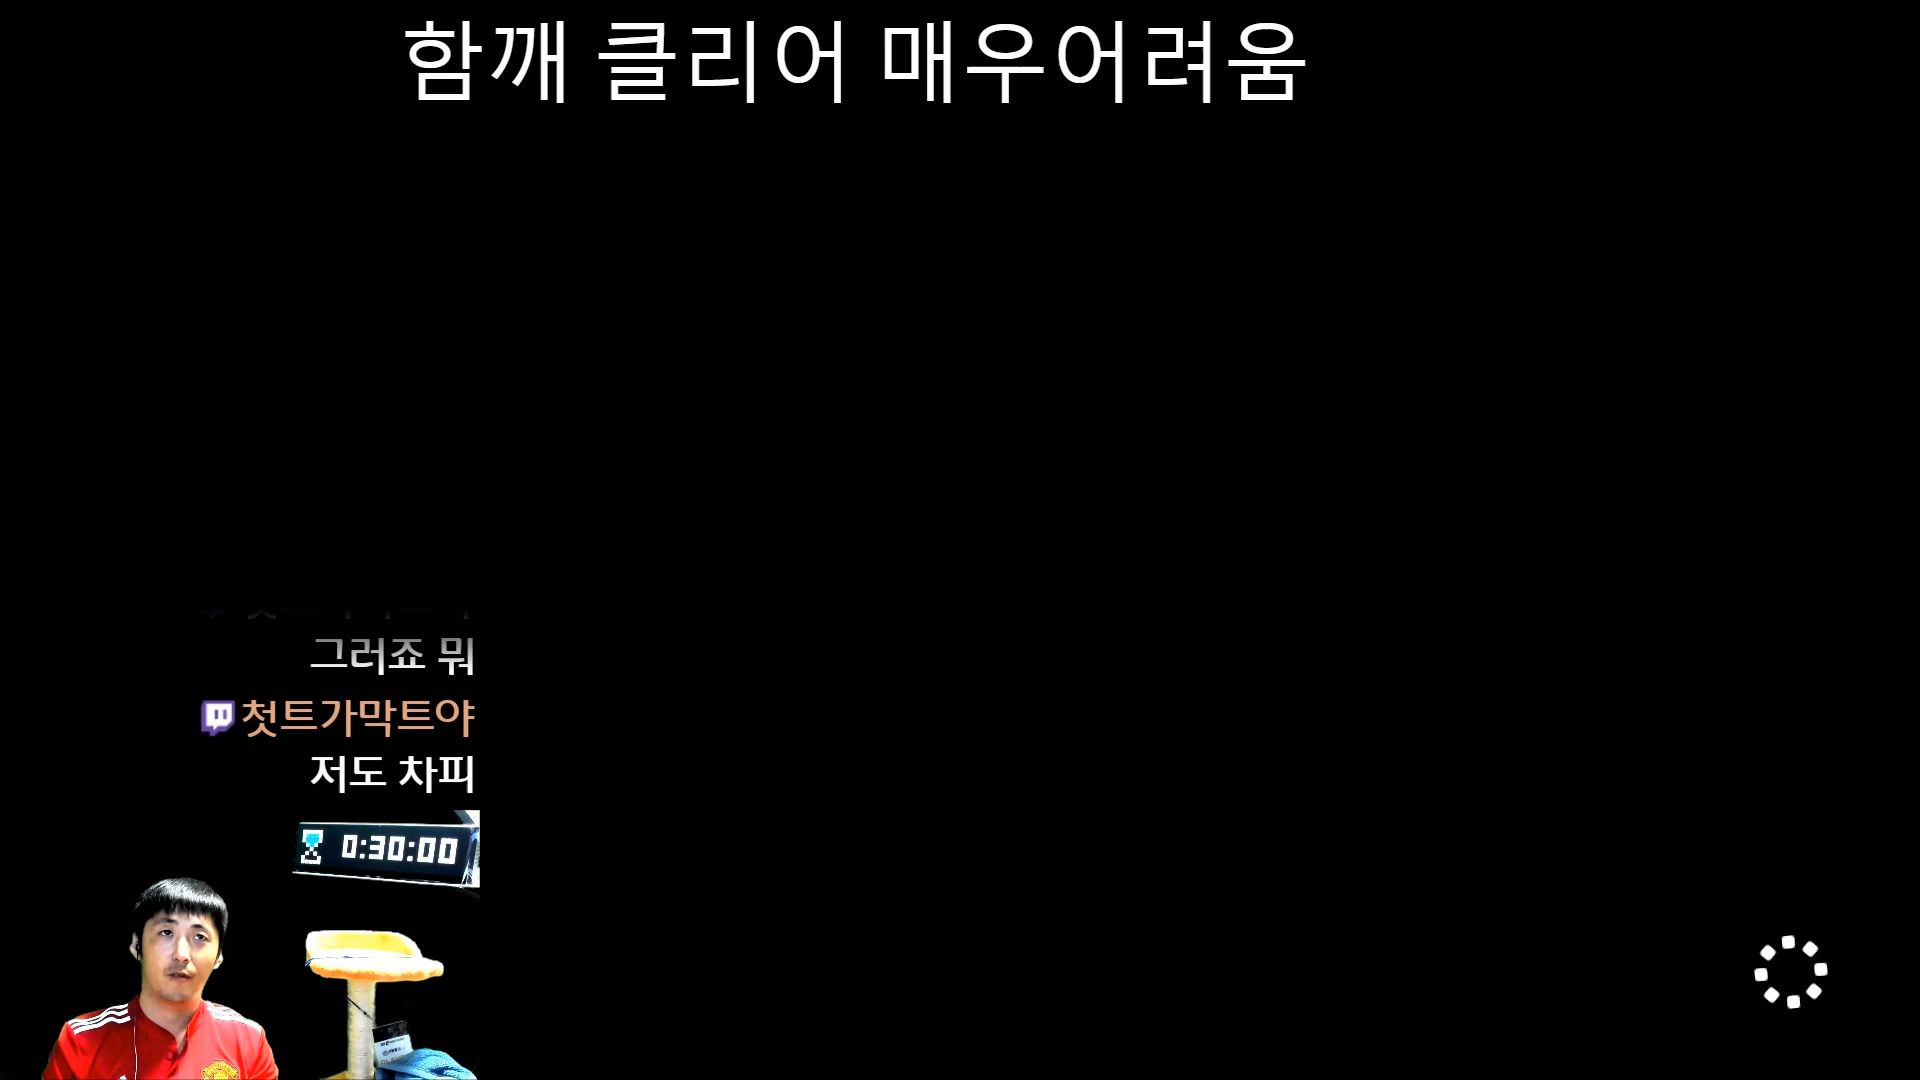 함깨 클리어 매우어려움
그러죠 뭐
첫트가막트야
저도 차피
0:30:00